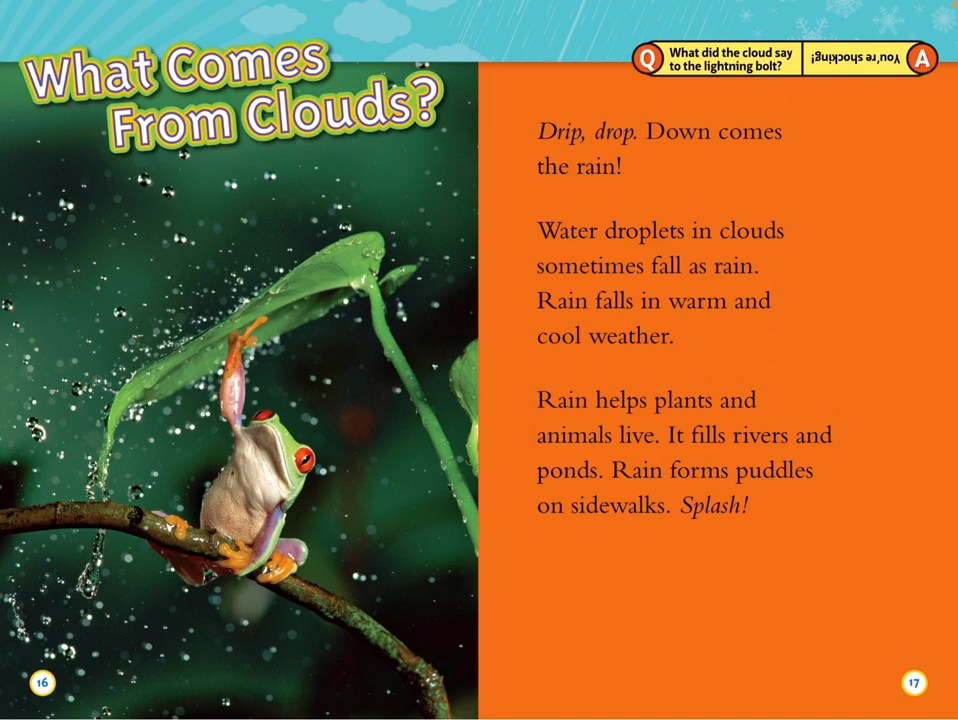 What Comes
From Clouds?
Q
What did the cloud say
to the lightning bolt?
You're shocking!
A
Drip, drop. Down comes
the rain!
Water droplets in clouds
sometimes fall as rain.
Rain falls in warm and
cool weather.
Rain helps plants and
animals live. It fills rivers and
ponds. Rain forms puddles
on sidewalks. Splash!
16
17